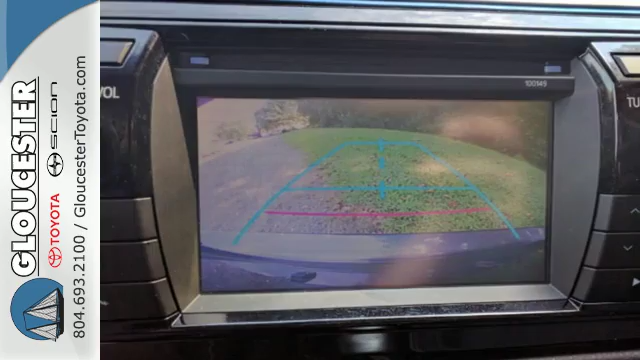 GLOUCESTER
TOYOTA SCION
804.693.2100 / GloucesterToyota.com
VOL
100149
TU